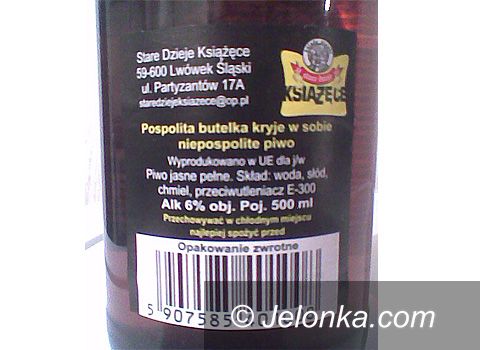 Stare Dzieje Książęce
59-600 Lwówek Śląski
ul. Partyzantów 17A
staredziejeksiazece@op.pl
KSIĄŻĘCE
Pospolita butelka kryje w sobie
niepospolite piwo
Wyprodukowano w UE dla j/w
Piwo jasne pełne. Skład: woda, słód,
chmiel, przeciwutleniacz E-300
Alk 6% obj. Poj. 500 ml
Przechowywać w chłodnym miejscu
najlepiej spożyć przed
Opakowanie zwrotne
5 907585
© Jelonka.com